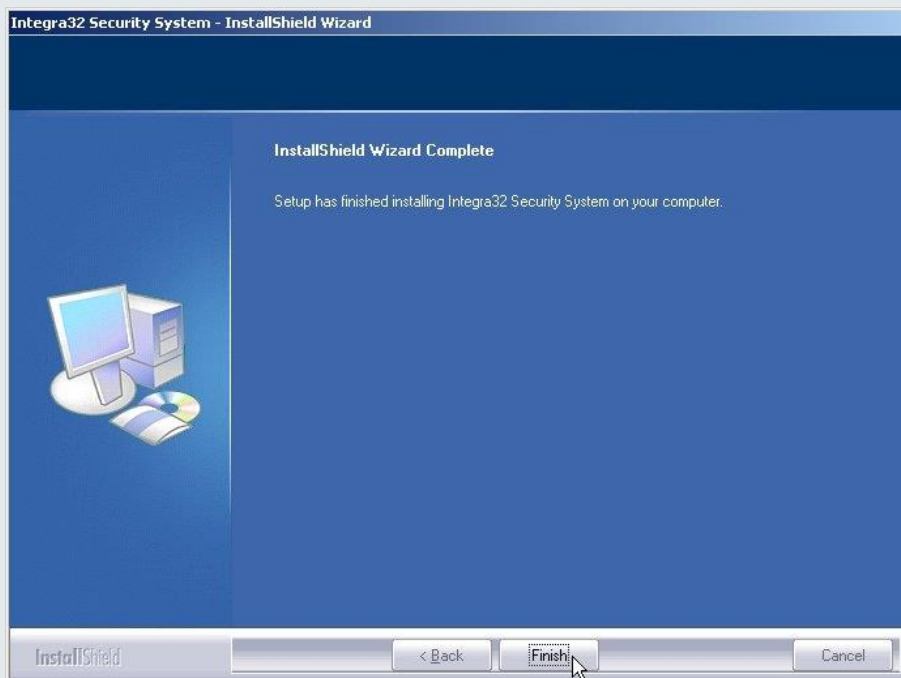 Integra32 Security System - InstallShield Wizard
InstallShield Wizard Complete
Setup has finished installing Integra32 Security System on your computer.
InstallShield
< Back
Finish
Cancel